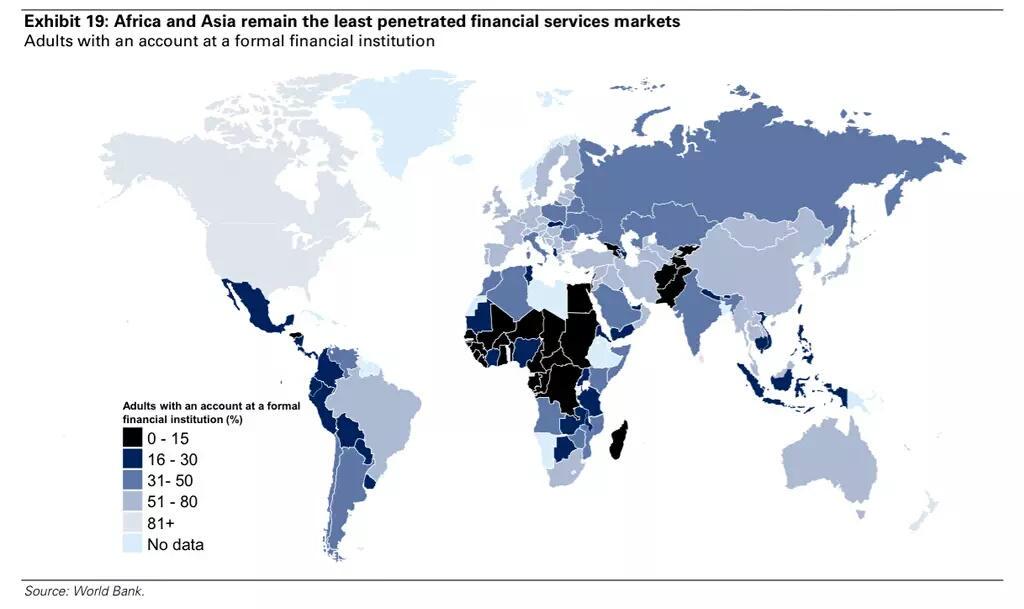 Exhibit 19: Africa and Asia remain the least penetrated financial services markets
Adults with an account at a formal financial institution
Adults with an account at a formal
financial institution (%)
0 - 15
16 - 30
31- 50
51 - 80
81+
No data
Source: World Bank.